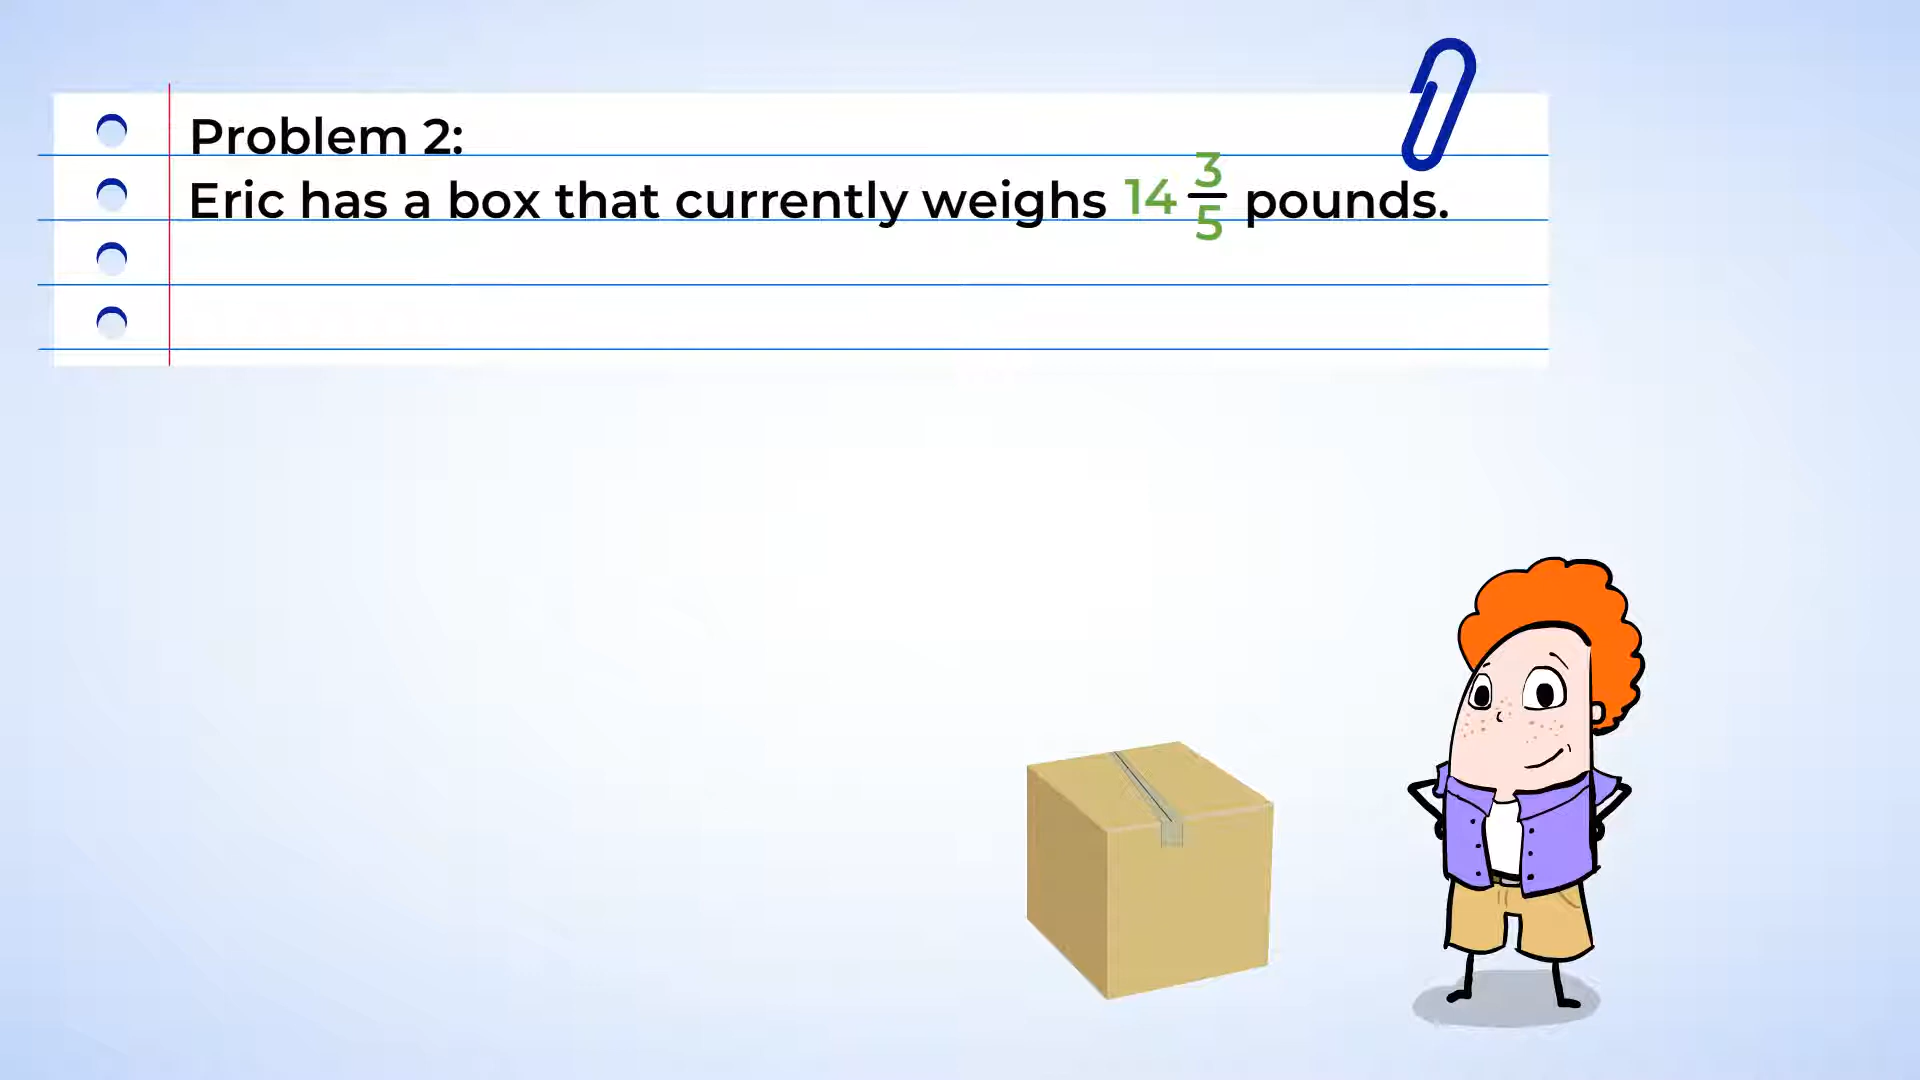 Problem 2:
Eric has a box that currently weighs 14 3/5 pounds.